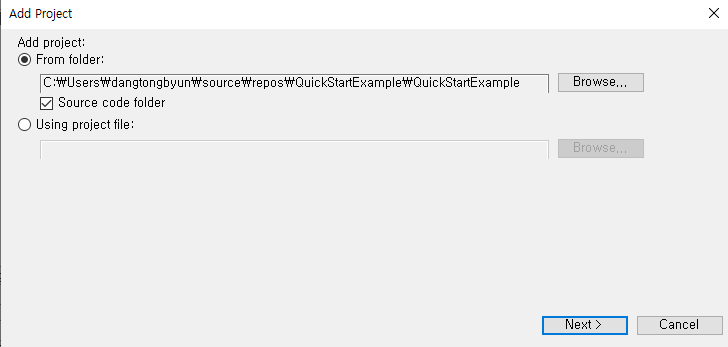 Add Project
Add project:
From folder:
C:₩Users₩dangtongbyun₩source₩repos₩QuickStartExample₩QuickStartExample
Browse...
Source code folder
Using project file:
Browse...
Next >
Cancel